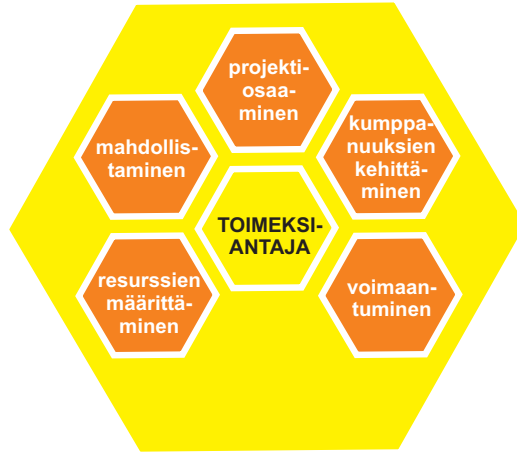 projekti-
osaa-
minen
mahdollis-
taminen
kumppa-
nuuksien
kehittä-
minen
TOIMEKSI-
ANTAJA
resurssien
määrittä-
minen
voimaan-
tuminen